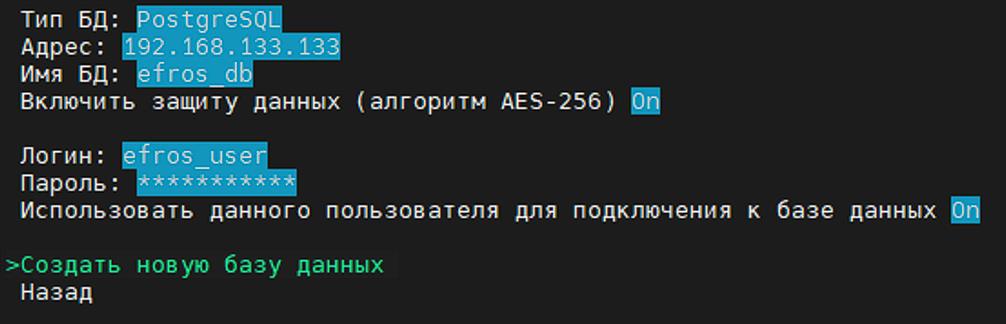 Тип БД: PostgreSQL
Адрес: 192.168.133.133
Имя БД: efros_db
Включить защиту данных (алгоритм AES-256) On
Логин: efros_user
Пароль: ***********
Использовать данного пользователя для подключения к базе данных On
>Создать новую базу данных
Назад